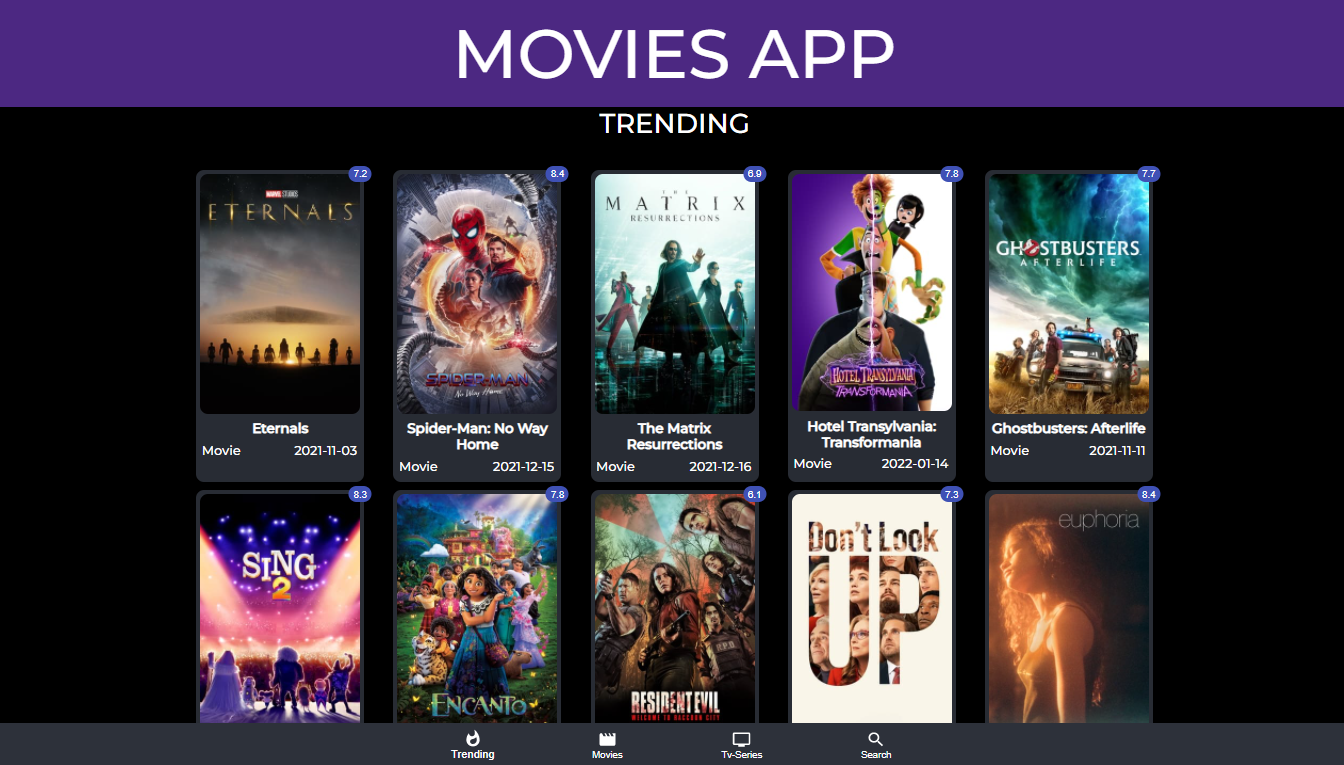 MOVIES APP
TRENDING
7.2
8.4
6.9
7.8
7.7
MARVEL STUDIOS
ETERNALS
SPIDER-MAN
No Way Home
THE
MATRIX
RESURRECTIONS
HOTEL TRANSYLVANIA
TRANSFORMANIA
GHOSTBUSTERS
AFTERLIFE
Eternals
Movie 2021-11-03
Spider-Man: No Way
Home
Movie 2021-12-15
The Matrix
Resurrections
Movie 2021-12-16
Hotel Transylvania:
Transformania
Movie 2022-01-14
Ghostbusters: Afterlife
Movie 2021-11-11
8.3
7.8
6.1
7.3
8.4
SING
2
ENCANTO
R.P.D
RESIDENT EVIL
WELCOME TO RACCOON CITY
Don't Look
UP
euphoria
Trending
Movies
Tv-Series
Search